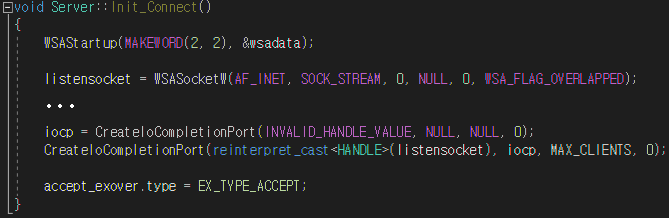 void Server::Init_Connect()
{
WSAStartup(MAKEWORD(2, 2), &wsadata);
listensocket = WSASocketW(AF_INET, SOCK_STREAM, 0, NULL, 0, WSA_FLAG_OVERLAPPED);
...
iocp = CreateIoCompletionPort(INVALID_HANDLE_VALUE, NULL, NULL, 0);
CreateIoCompletionPort(reinterpret_cast<HANDLE>(listensocket), iocp, MAX_CLIENTS, 0);
accept_exover.type = EX_TYPE_ACCEPT;
}